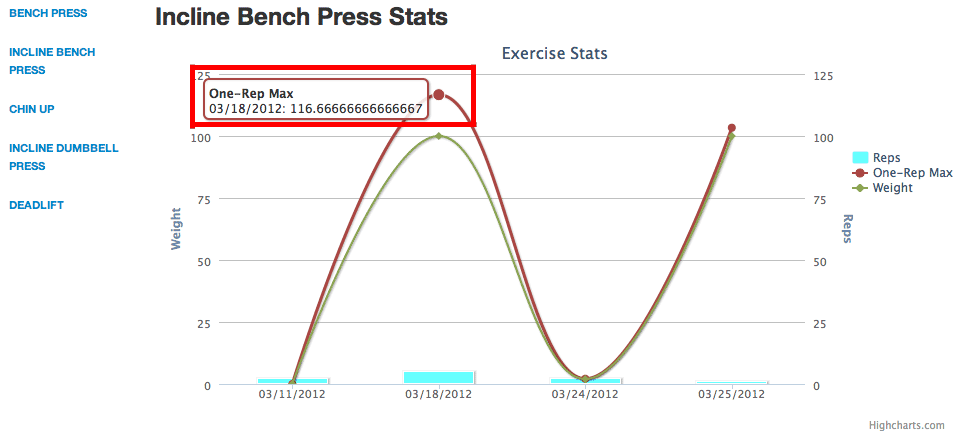 BENCH PRESS
INCLINE BENCH
PRESS
CHIN UP
INCLINE DUMBBELL
PRESS
DEADLIFT
Incline Bench Press Stats
Exercise Stats
One-Rep Max
03/18/2012: 116.66666666666667
125
100
75
50
25
0
Weight
125
100
75
50
25
0
Reps
03/11/2012
03/18/2012
03/24/2012
03/25/2012
Reps
One-Rep Max
Weight
Highcharts.com